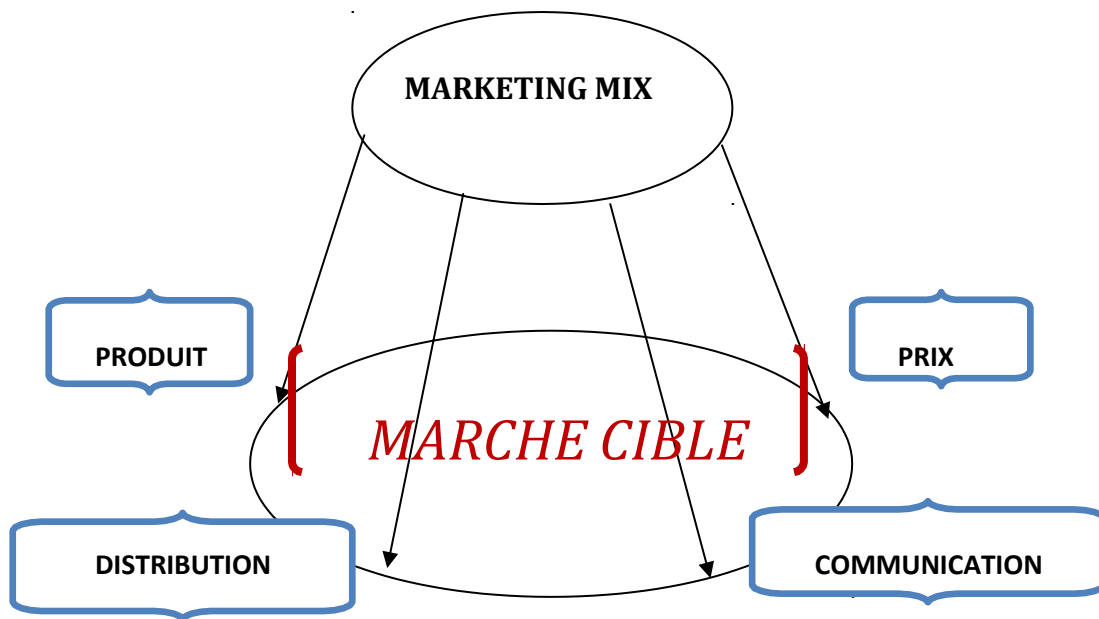 MARKETING MIX
PRODUIT
PRIX
MARCHE CIBLE
DISTRIBUTION
COMMUNICATION